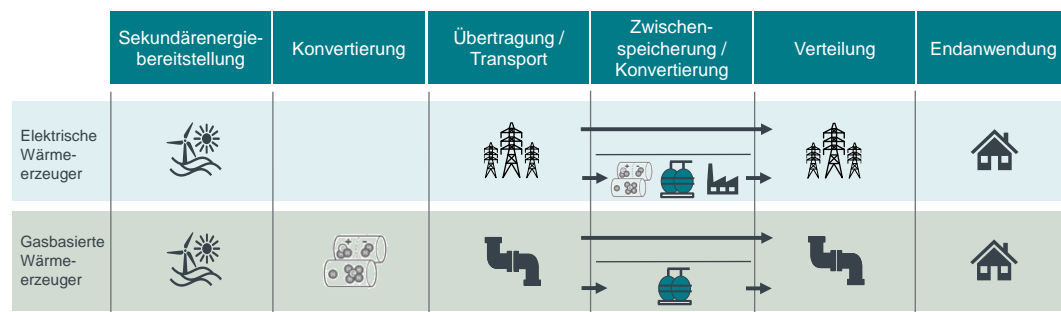 Sekundärenergie-
bereitstellung
Konvertierung
Übertragung /
Transport
Zwischen-
speicherung /
Konvertierung
Verteilung
Endanwendung
Elektrische
Wärme-
erzeuger
Gasbasierte
Wärme-
erzeuger